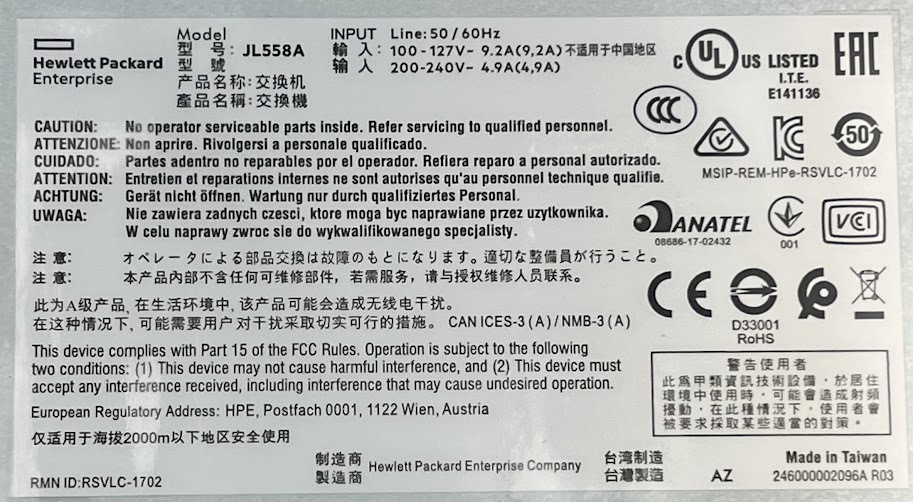 Hewlett Packard
Enterprise
Model
型 号: JL558A
型 號
产品名称:交换机
產品名稱:交換機
INPUT Line: 50 / 60Hz
輸 入: 100 - 127V~ 9.2A(9,2A) 不适用于中国地区
输 入 200-240V~ 4.9A(4,9A)
c UL US LISTED
I.T.E.
E141136
EAC
CCC
50
MSIP-REM-HPe-RSVLC-1702
CAUTION: No operator serviceable parts inside. Refer servicing to qualified personnel.
ATTENZIONE: Non aprire. Rivolgersi a personale qualificado.
CUIDADO: Partes adentro no reparables por el operador. Refiera reparo a personal autorizado.
ATTENTION: Entretien et reparations internes ne sont autorises qu'au personnel technique qualifie.
ACHTUNG: Gerät nicht öffnen. Wartung nur durch qualifiziertes Personal.
UWAGA: Nie zawiera zadnych czesci, ktore moga byc naprawiane przez uzytkownika.
W celu naprawy zwroc sie do wykwalifikowanego specjalisty.
ANATEL
08686-17-02432
001
VCCI
注 意: オペレータによる部品交換は故障のもとになります。適切な整備員が行うこと。
注 意: 本产品内部不含任何可维修部件，若需服务，请与授权维修人员联系。
此为A级产品, 在生活环境中, 该产品可能会造成无线电干扰。
在这种情况下, 可能需要用户对干扰采取切实可行的措施。 CAN ICES-3 (A) / NMB-3 (A)
CE
D33001
RoHS
This device complies with Part 15 of the FCC Rules. Operation is subject to the following
two conditions: (1) This device may not cause harmful interference, and (2) This device must
accept any interference received, including interference that may cause undesired operation.
European Regulatory Address: HPE, Postfach 0001, 1122 Wien, Austria
仅适用于海拔2000m以下地区安全使用
警告使用者
此為甲類資訊技術設備，於居住
環境中使用時，可能會造成射頻
擾動，在此種情況下，使用者會
被要求採取某些適當的對策。
RMN ID:RSVLC-1702
制造商 Hewlett Packard Enterprise Company
製造商
台湾制造
台灣製造
AZ
Made in Taiwan
246000002096A R03